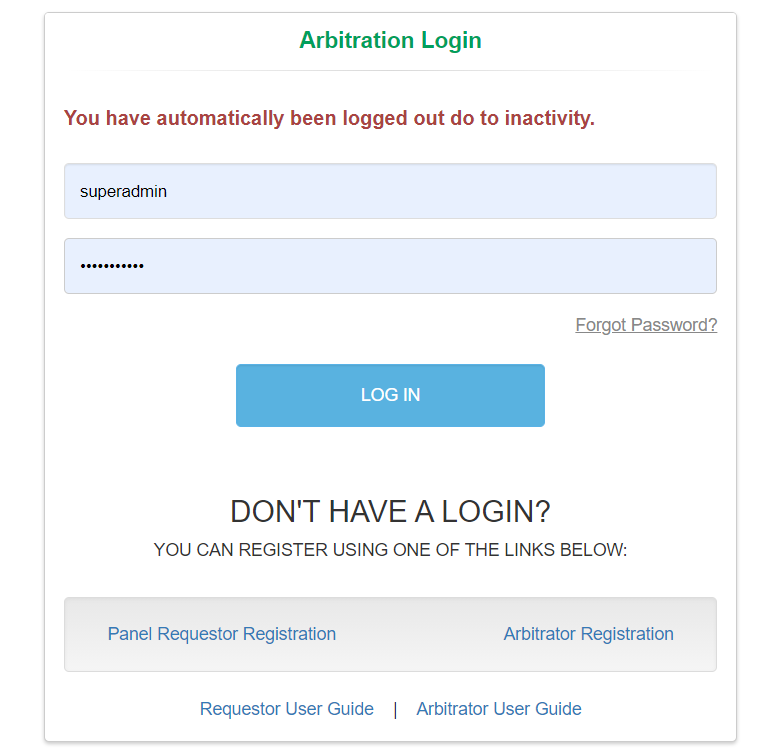 Arbitration Login
You have automatically been logged out do to inactivity.
superadmin
•••••••••••
Forgot Password?
LOG IN
DON'T HAVE A LOGIN?
YOU CAN REGISTER USING ONE OF THE LINKS BELOW:
Panel Requestor Registration Arbitrator Registration
Requestor User Guide | Arbitrator User Guide